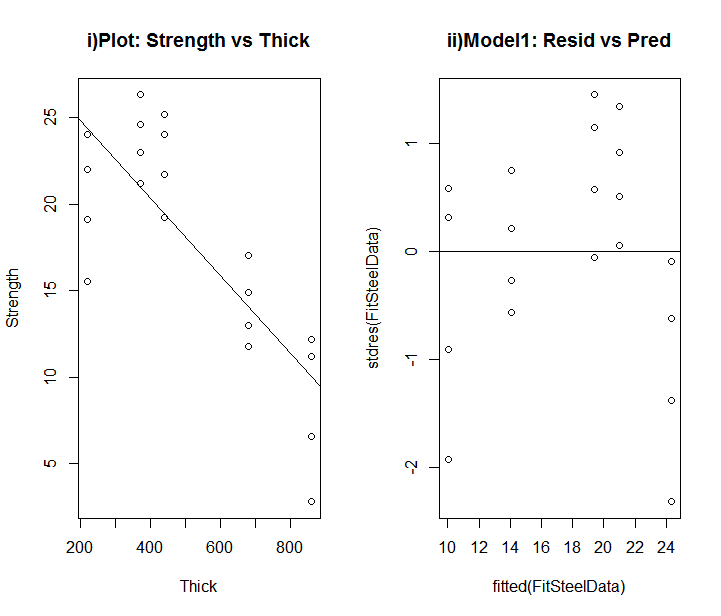 i)Plot: Strength vs Thick
Strength
25
20
15
10
5
200 400 600 800
Thick
ii)Model1: Resid vs Pred
stdres(FitSteelData)
1
0
-1
-2
10 12 14 16 18 20 22 24
fitted(FitSteelData)